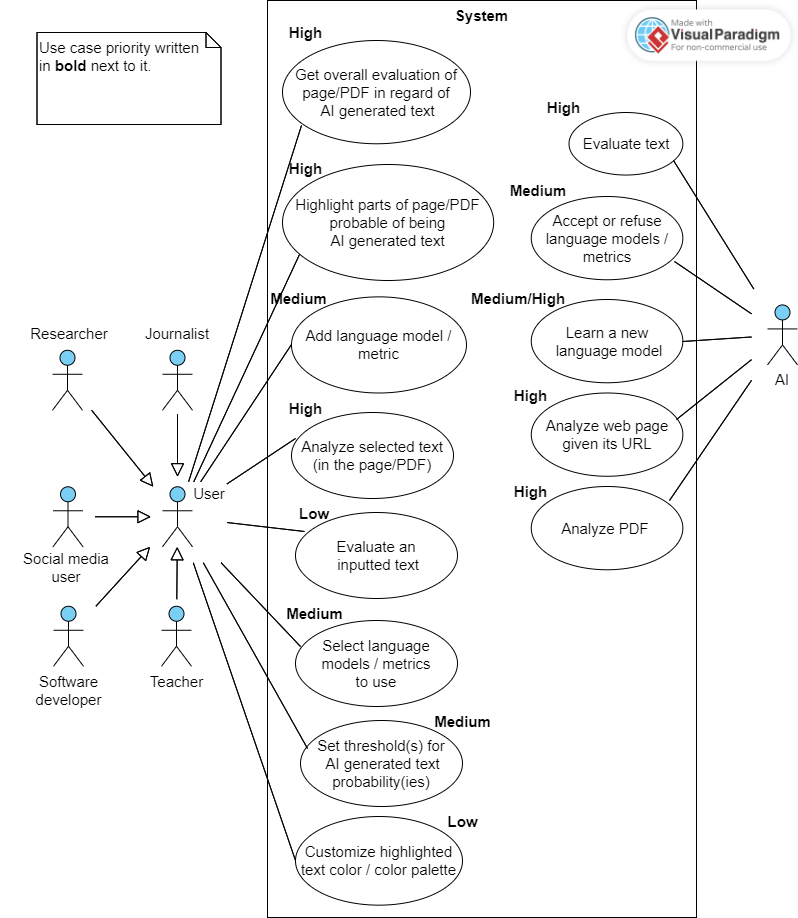 System
Made with
VisualParadigm
For non-commercial use
Use case priority written
in bold next to it.
High
Get overall evaluation of
page/PDF in regard of
AI generated text
High
Highlight parts of page/PDF
probable of being
AI generated text
Medium
Add language model /
metric
High
Analyze selected text
(in the page/PDF)
Low
Evaluate an
inputted text
Medium
Select language
models / metrics
to use
Medium
Set threshold(s) for
AI generated text
probability(ies)
Low
Customize highlighted
text color / color palette
High
Evaluate text
Medium
Accept or refuse
language models /
metrics
Medium/High
Learn a new
language model
High
Analyze web page
given its URL
High
Analyze PDF
Researcher
Journalist
User
Social media
user
Software
developer
Teacher
AI